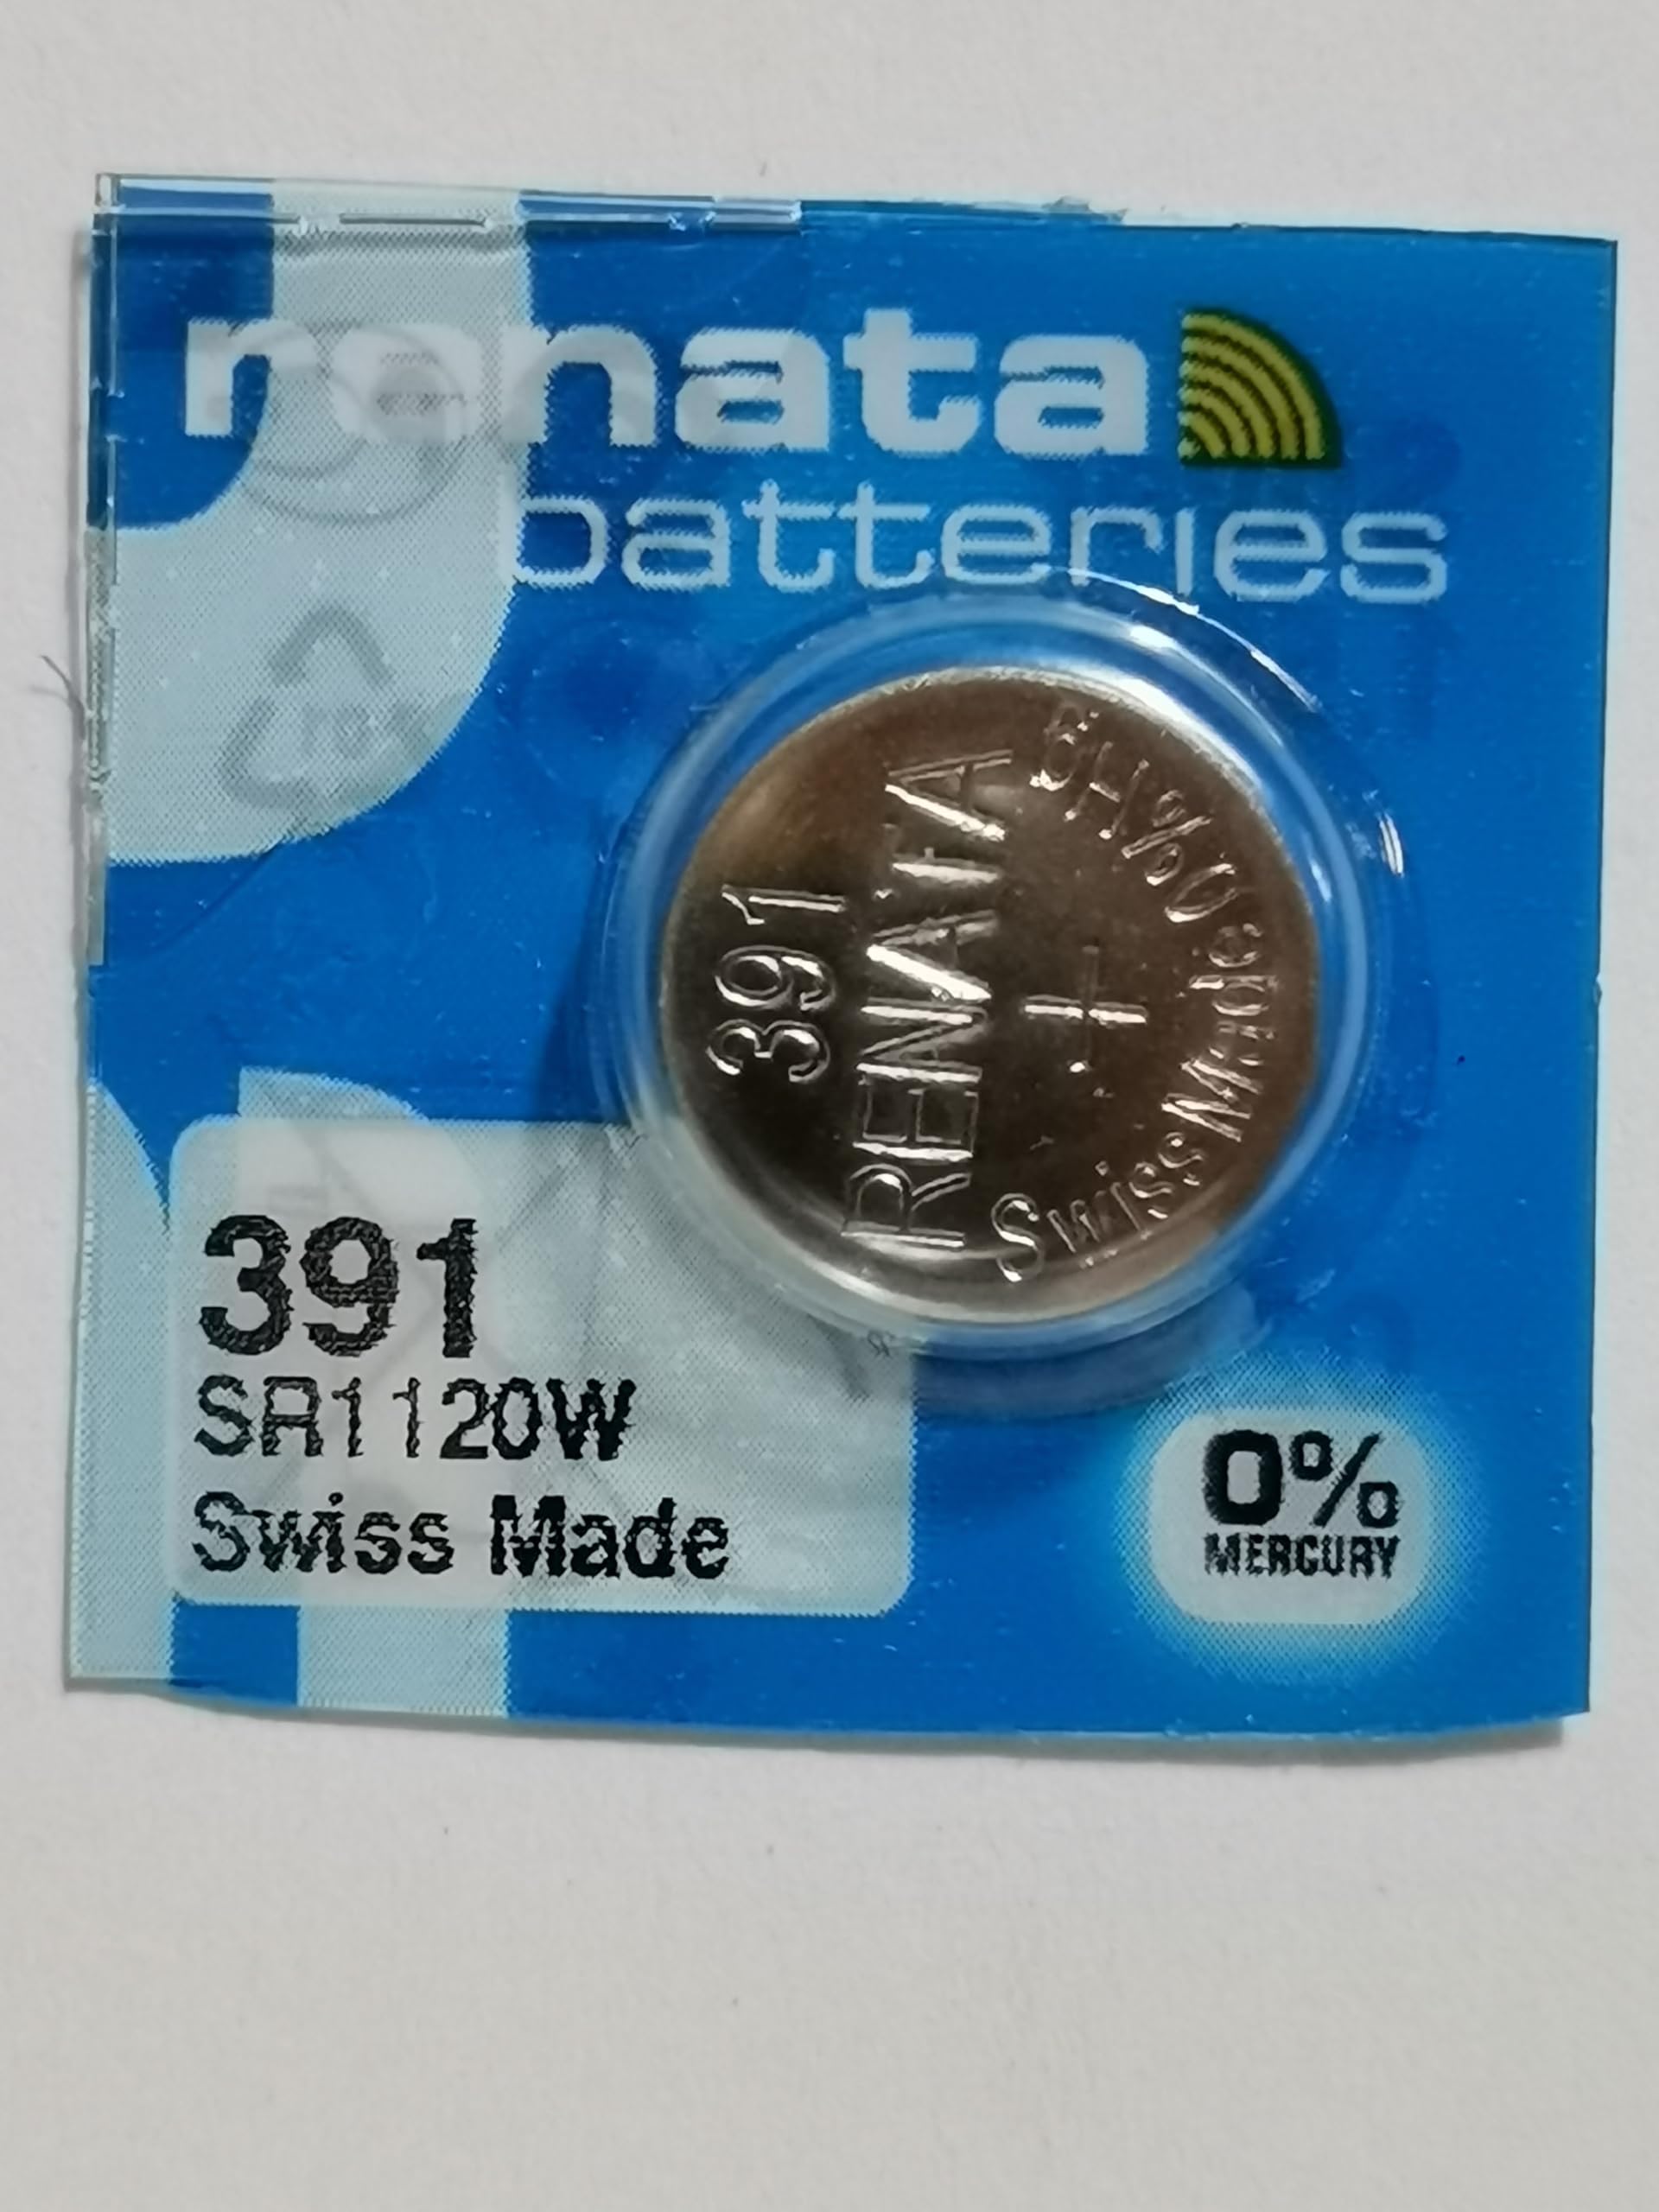 renata
batteries
391
RENATA
+
Swiss Made 0%Hg
391
SR1120W
Swiss Made
0%
MERCURY